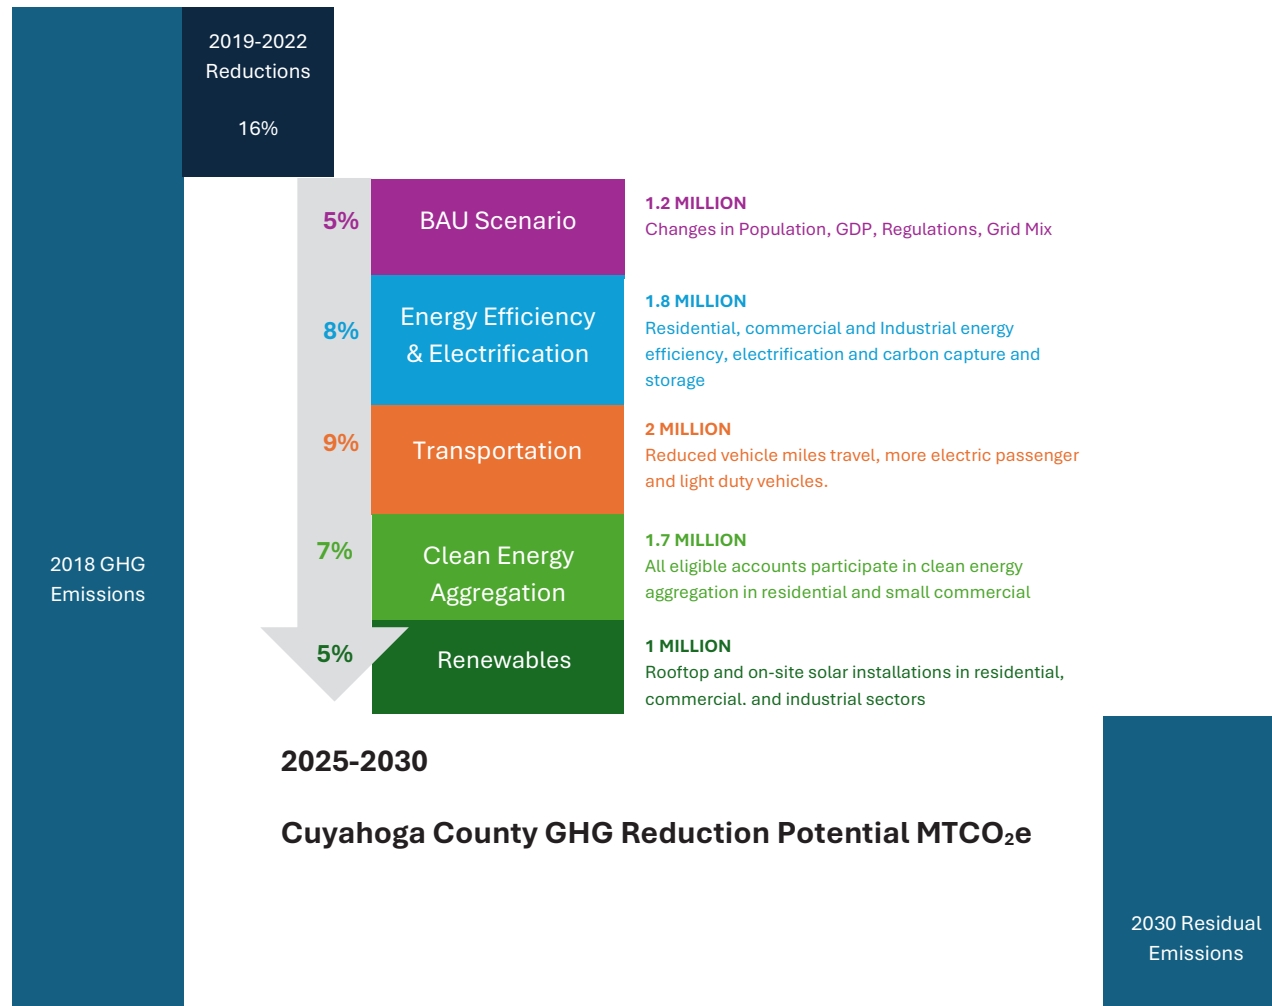 2019-2022
Reductions
16%
5%
BAU Scenario
1.2 MILLION
Changes in Population, GDP, Regulations, Grid Mix
8%
Energy Efficiency
& Electrification
1.8 MILLION
Residential, commercial and Industrial energy
efficiency, electrification and carbon capture and
storage
9%
Transportation
2 MILLION
Reduced vehicle miles travel, more electric passenger
and light duty vehicles.
7%
Clean Energy
Aggregation
1.7 MILLION
All eligible accounts participate in clean energy
aggregation in residential and small commercial
5%
Renewables
1 MILLION
Rooftop and on-site solar installations in residential,
commercial. and industrial sectors
2018 GHG
Emissions
2025-2030
Cuyahoga County GHG Reduction Potential MTCO₂e
2030 Residual
Emissions